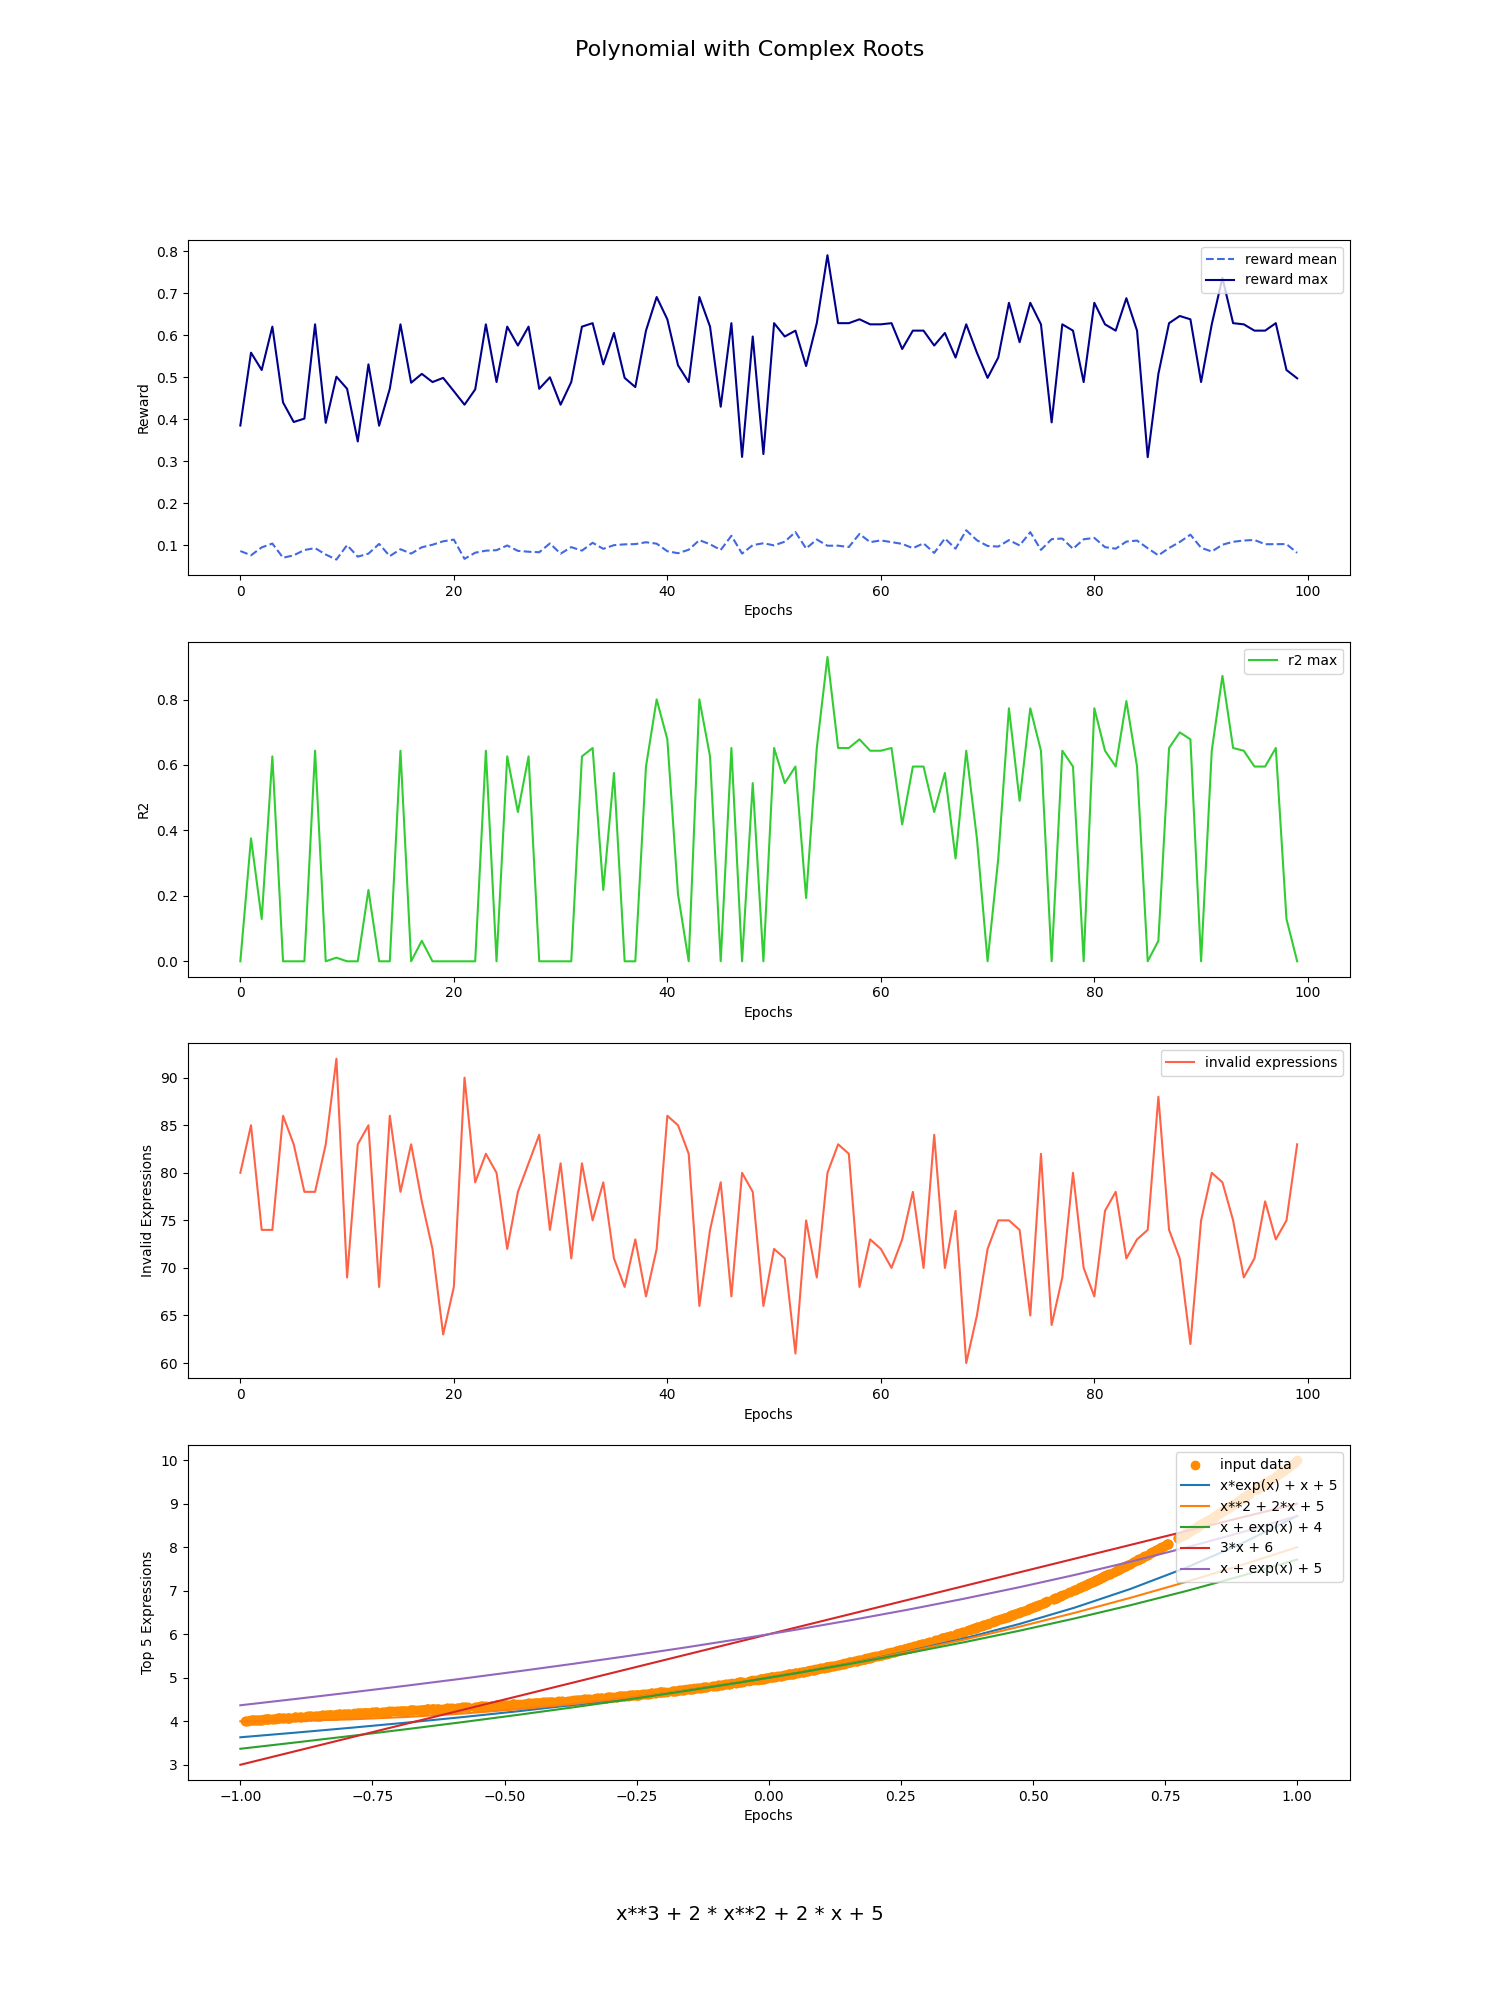 Polynomial with Complex Roots
0.8
0.7
0.6
0.5
0.4
0.3
0.2
0.1
Reward
reward mean
reward max
0 20 40 60 80 100
Epochs
0.8
0.6
0.4
0.2
0.0
R2
r2 max
0 20 40 60 80 100
Epochs
90
85
80
75
70
65
60
Invalid Expressions
invalid expressions
0 20 40 60 80 100
Epochs
10
9
8
7
6
5
4
3
Top 5 Expressions
input data
x*exp(x) + x + 5
x**2 + 2*x + 5
x + exp(x) + 4
3*x + 6
x + exp(x) + 5
−1.00 −0.75 −0.50 −0.25 0.00 0.25 0.50 0.75 1.00
Epochs
x**3 + 2 * x**2 + 2 * x + 5